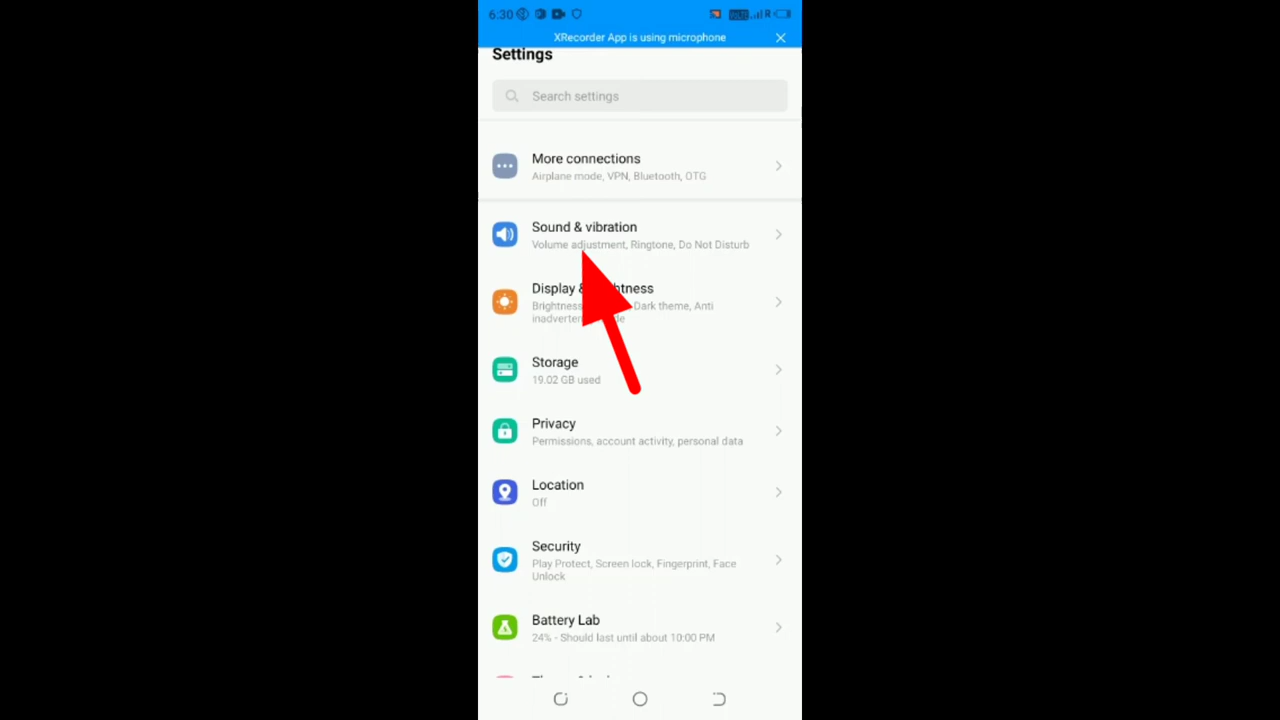 6:30
XRecorder App is using microphone
Settings
Search settings
More connections
Airplane mode, VPN, Bluetooth, OTG
Sound & vibration
Volume adjustment, Ringtone, Do Not Disturb
Display &
Brightness Dark theme, Anti
Storage
19.02 GB used
Privacy
Permissions, account activity, personal data
Location
Off
Security
Play Protect, Screen lock, Fingerprint, Face
Unlock
Battery Lab
24% - Should last until about 10:00 PM